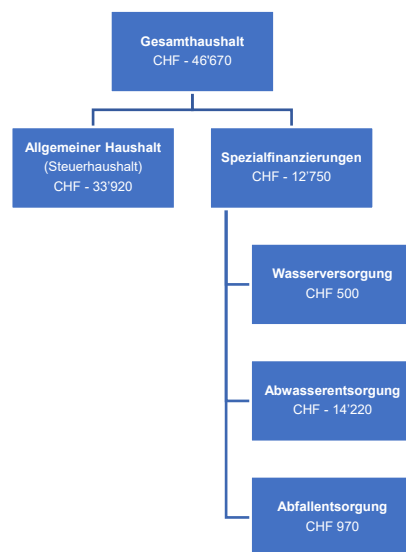 Gesamthaushalt
CHF - 46'670
Allgemeiner Haushalt
(Steuerhaushalt)
CHF - 33'920
Spezialfinanzierungen
CHF - 12’750
Wasserversorgung
CHF 500
Abwasserentsorgung
CHF - 14’220
Abfallentsorgung
CHF 970